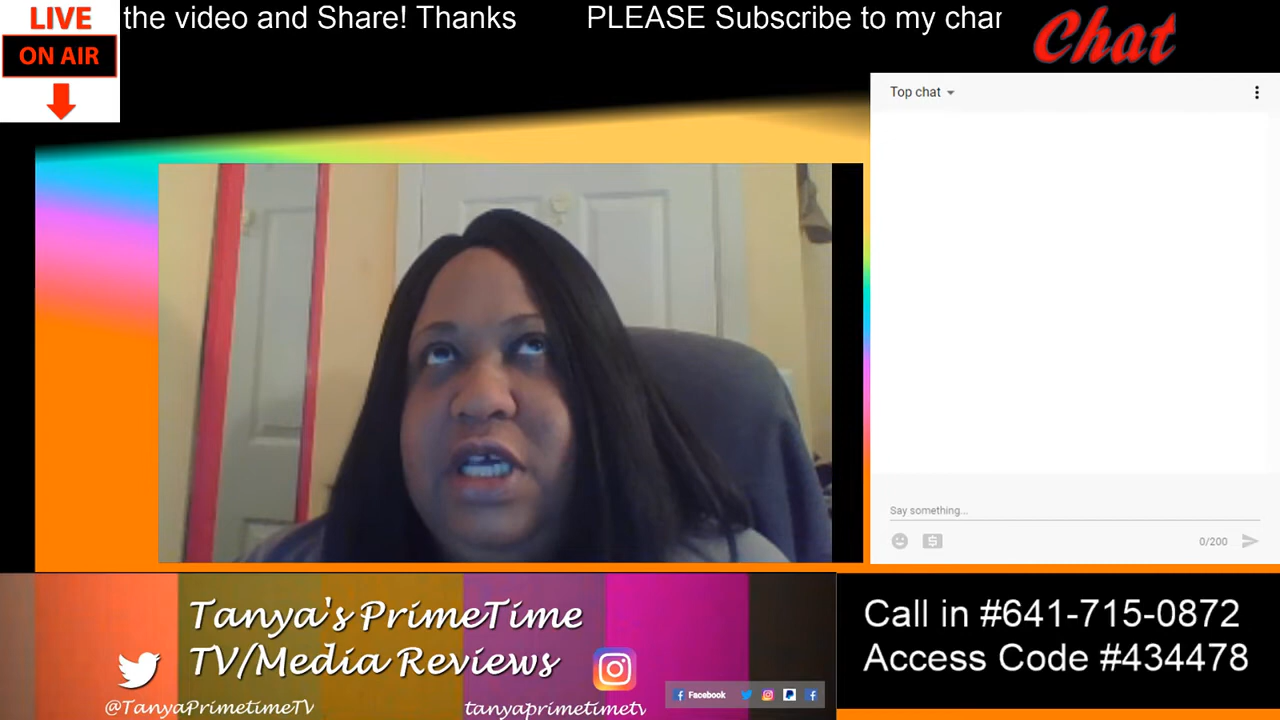 LIVE
ON AIR
the video and Share! Thanks PLEASE Subscribe to my char
Chat
Top chat
Say something...
0/200
Tanya's PrimeTime
TV/Media Reviews
@TanyaPrimetimeTV
tanyaprimetimetv
Facebook
Call in #641-715-0872
Access Code #434478